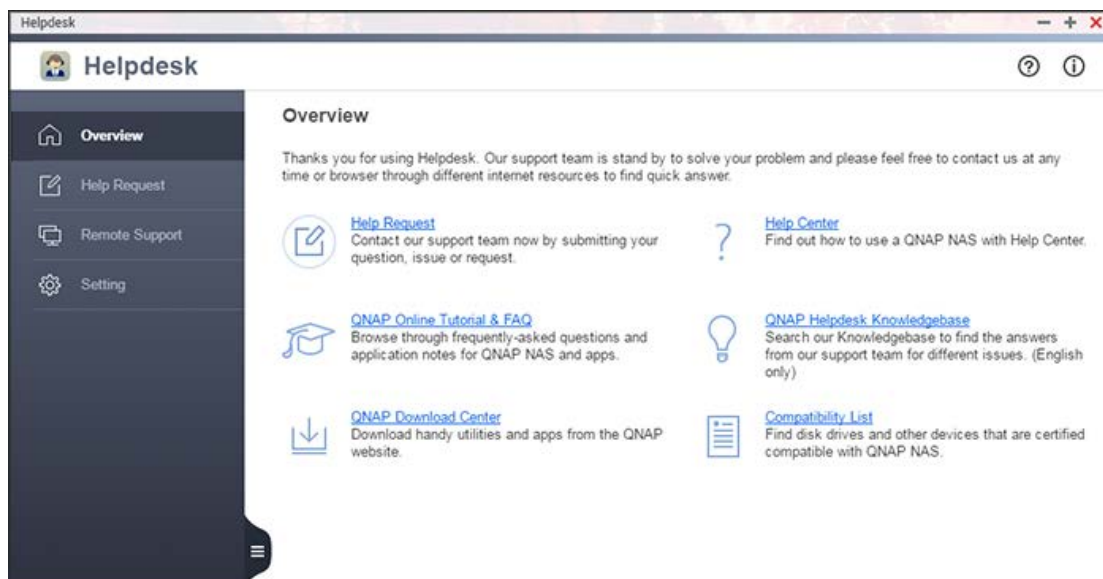 Helpdesk
Helpdesk
Overview
Help Request
Remote Support
Setting
Overview
Thanks you for using Helpdesk. Our support team is stand by to solve your problem and please feel free to contact us at any
time or browser through different internet resources to find quick answer.
Help Request
Contact our support team now by submitting your
question, issue or request.
Help Center
Find out how to use a QNAP NAS with Help Center.
QNAP Online Tutorial & FAQ
Browse through frequently-asked questions and
application notes for QNAP NAS and apps.
QNAP Helpdesk Knowledgebase
Search our Knowledgebase to find the answers
from our support team for different issues. (English
only)
QNAP Download Center
Download handy utilities and apps from the QNAP
website.
Compatibility List
Find disk drives and other devices that are certified
compatible with QNAP NAS.